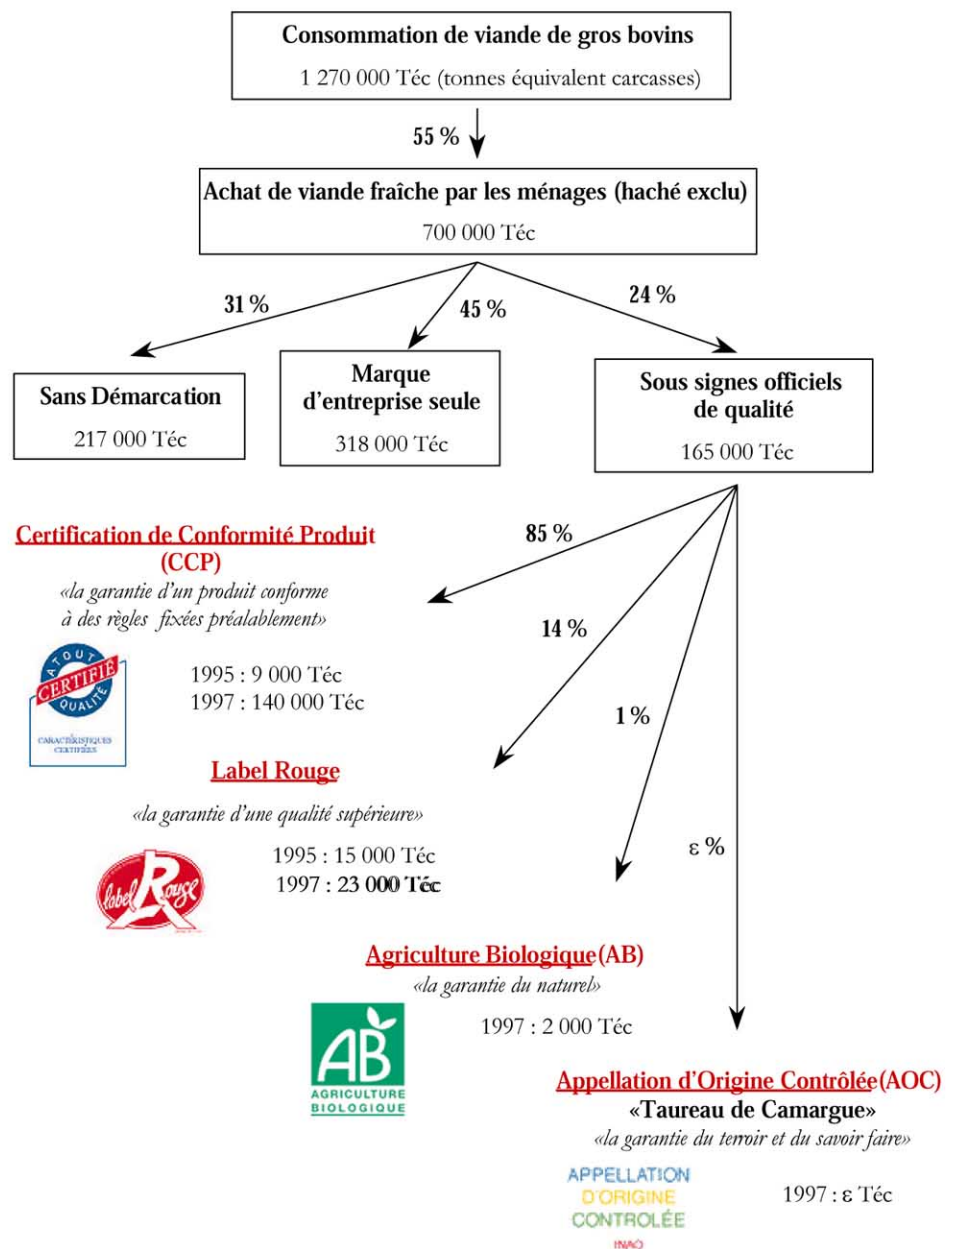 Consommation de viande de gros bovins
1 270 000 Téc (tonnes équivalent carcasses)
55 %
Achat de viande fraîche par les ménages (haché exclu)
700 000 Téc
31 %
45 %
24 %
Sans Démarcation
217 000 Téc
Marque
d'entreprise seule
318 000 Téc
Sous signes officiels
de qualité
165 000 Téc
85 %
14 %
1 %
ε %
Certification de Conformité Produit
(CCP)
«la garantie d'un produit conforme
à des règles fixées préalablement»
ATOUT
CERTIFIÉ
QUALITÉ
CARACTÉRISTIQUES
CERTIFIÉES
1995 : 9 000 Téc
1997 : 140 000 Téc
Label Rouge
«la garantie d'une qualité supérieure»
label Rouge
1995 : 15 000 Téc
1997 : 23 000 Téc
Agriculture Biologique (AB)
«la garantie du naturel»
AB
AGRICULTURE
BIOLOGIQUE
1997 : 2 000 Téc
Appellation d'Origine Contrôlée (AOC)
«Taureau de Camargue»
«la garantie du terroir et du savoir faire»
APPELLATION
D'ORIGINE
CONTROLÉE
INAO
1997 : ε Téc